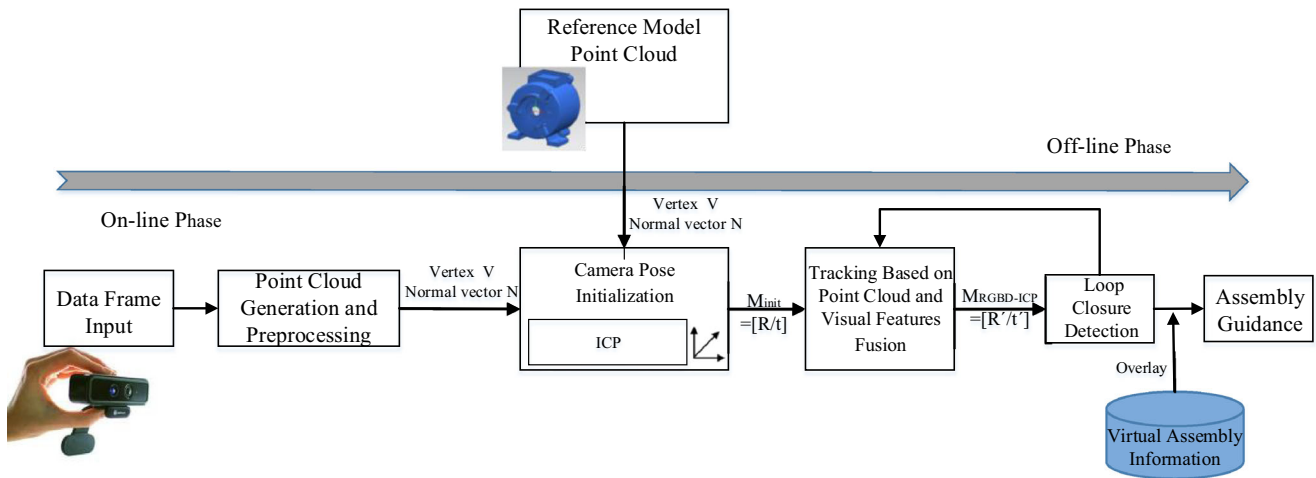 Reference Model
Point Cloud
Off-line Phase
On-line Phase
Vertex V
Normal vector N
Data Frame
Input
Point Cloud
Generation and
Preprocessing
Vertex V
Normal vector N
Camera Pose
Initialization
ICP
Minit
=[R/t]
Tracking Based on
Point Cloud and
Visual Features
Fusion
MRGBD-ICP
=[R´/t´]
Loop
Closure
Detection
Assembly
Guidance
Overlay
Virtual Assembly
Information